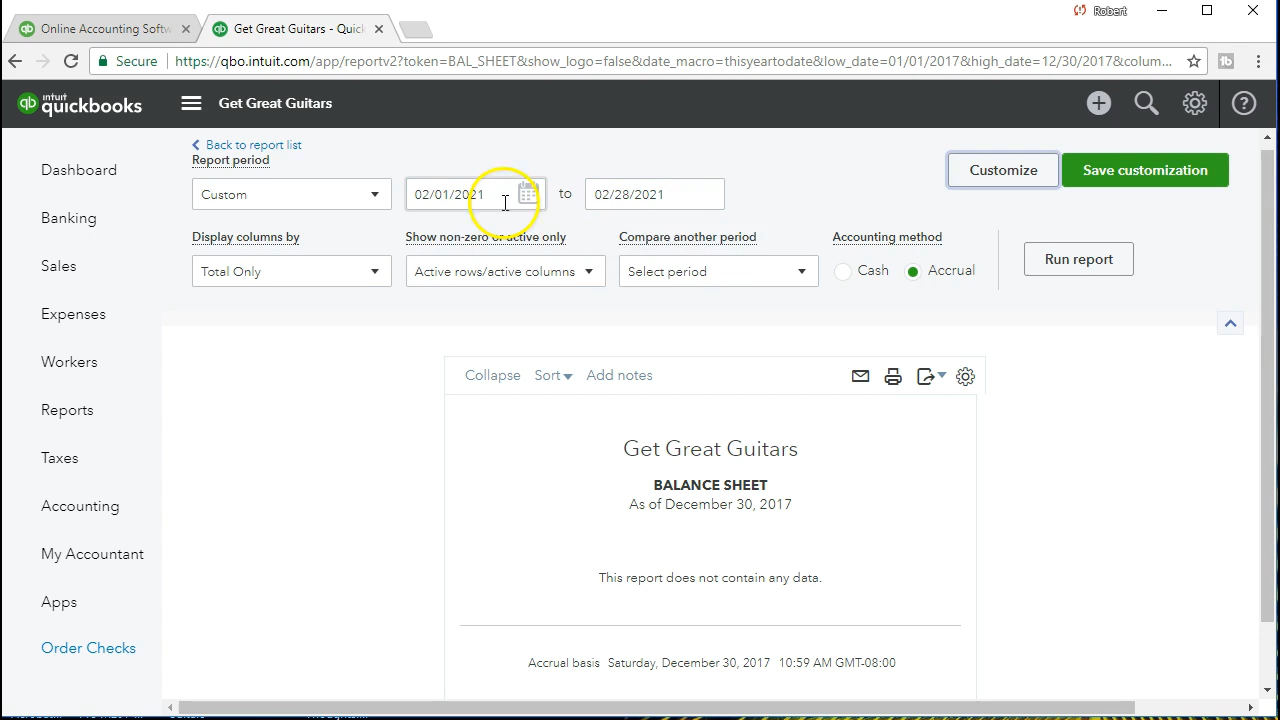 Online Accounting Softw
Get Great Guitars - Quick
Robert
Secure
https://qbo.intuit.com/app/reportv2?token=BAL_SHEET&show_logo=false&date_macro=thisyeartodate&low_date=01/01/2017&high_date=12/30/2017&colum...
intuit
quickbooks
Get Great Guitars
Dashboard
Banking
Sales
Expenses
Workers
Reports
Taxes
Accounting
My Accountant
Apps
Order Checks
Back to report list
Report period
Custom
02/01/2021
to
02/28/2021
Customize
Save customization
Display columns by
Show non-zero or active only
Compare another period
Accounting method
Total Only
Active rows/active columns
Select period
Cash
Accrual
Run report
Collapse
Sort
Add notes
Get Great Guitars
BALANCE SHEET
As of December 30, 2017
This report does not contain any data.
Accrual basis Saturday, December 30, 2017 10:59 AM GMT-08:00